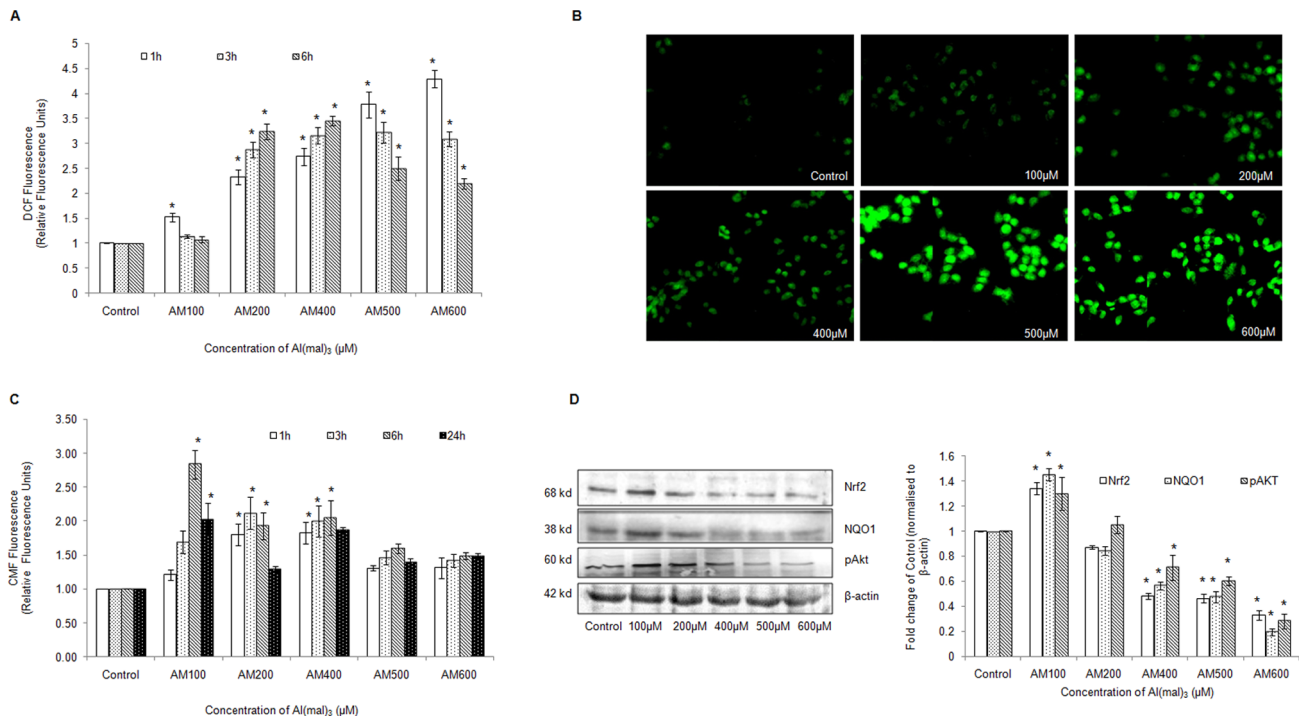 A
1h 3h 6h
5
4.5
4
3.5
3
2.5
2
1.5
1
0.5
0
DCF Fluorescence
(Relative Fluorescence Units)
* * * * * * * * * * * * *
Control AM100 AM200 AM400 AM500 AM600
Concentration of Al(mal)₃ (µM)
B
Control 100µM 200µM
400µM 500µM 600µM
C
3.50
3.00
2.50
2.00
1.50
1.00
0.50
0.00
CMF Fluorescence
(Relative Fluorescence Units)
1h 3h 6h 24h
* * * * * * * *
Control AM100 AM200 AM400 AM500 AM600
Concentration of Al(mal)₃ (µM)
D
68 kd Nrf2
38 kd NQO1
60 kd pAkt
42 kd β-actin
Control 100µM 200µM 400µM 500µM 600µM
Fold change of Cotrol (normalised to
β-actin)
1.6
1.4
1.2
1
0.8
0.6
0.4
0.2
0
Nrf2 NQO1 pAKT
* * * * * * * * * * * *
Control AM100 AM200 AM400 AM500 AM600
Concentration of Al(mal)₃ (µM)